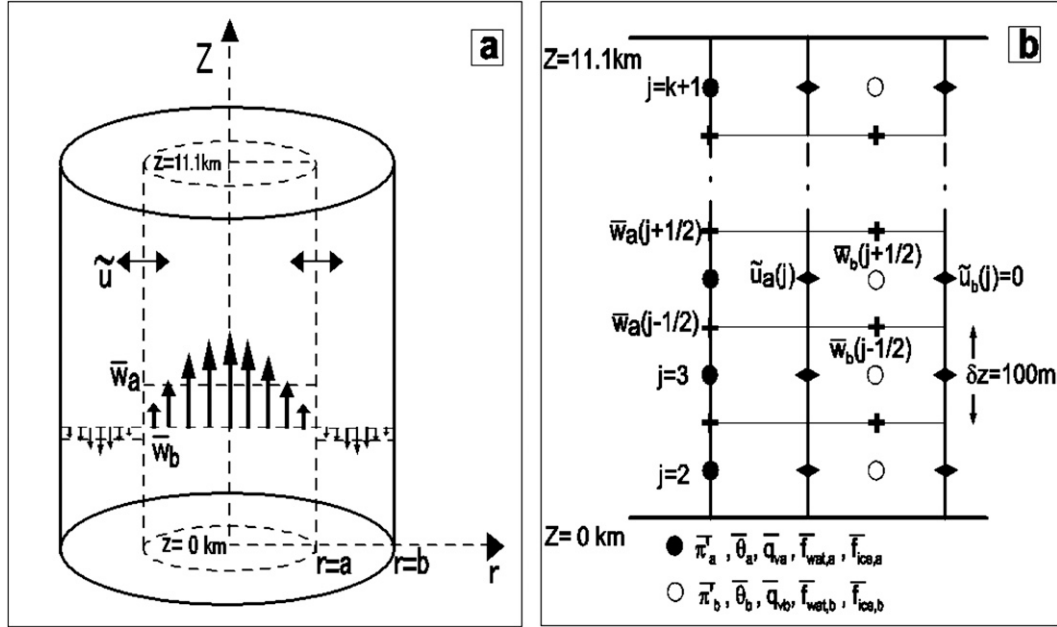 a
Z
z=11.1km
ũ
w̅a
w̅b
z= 0 km
r=a
r=b
r
b
Z=11.1km
j=k+1
w̅a(j+1/2)
w̅b(j+1/2)
ũa(j)
ũb(j)=0
w̅a(j-1/2)
w̅b(j-1/2)
j=3
δz=100m
j=2
Z= 0 km
π̅'a , θ̅a, q̅va, f̅wat,a, f̅ice,a
π̅'b , θ̅b, q̅vb, f̅wat,b, f̅ice,b